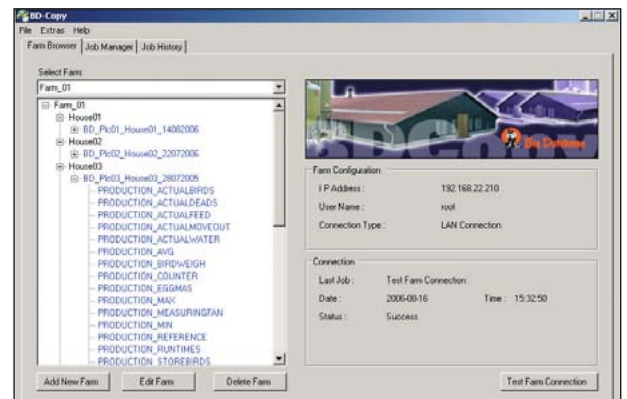 BD-Copy
File Extras Help
Farm Browser Job Manager Job History
Select Farm:
Farm_01
Farm_01
House01
BD_Plc01_House01_14082006
House02
BD_Plc02_House02_22072006
House03
BD_Plc03_House03_28072005
PRODUCTION_ACTUALBIRDS
PRODUCTION_ACTUALDEADS
PRODUCTION_ACTUALFEED
PRODUCTION_ACTUALMOVEOUT
PRODUCTION_ACTUALWATER
PRODUCTION_AVG
PRODUCTION_BIRDWEIGH
PRODUCTION_COUNTER
PRODUCTION_EGGMAS
PRODUCTION_MAX
PRODUCTION_MEASURINGFAN
PRODUCTION_MIN
PRODUCTION_REFERENCE
PRODUCTION_RUNTIMES
PRODUCTION_STOREBIRDS
Add New Farm Edit Farm Delete Farm
BDCopy
Big Dutchman
Farm Configuration
I P Address : 192.168.22.210
User Name : root
Connection Type : LAN Connection
Connection
Last Job : Test Farm Connection
Date : 2006-08-16 Time : 15:32:50
Status : Success
Test Farm Connection